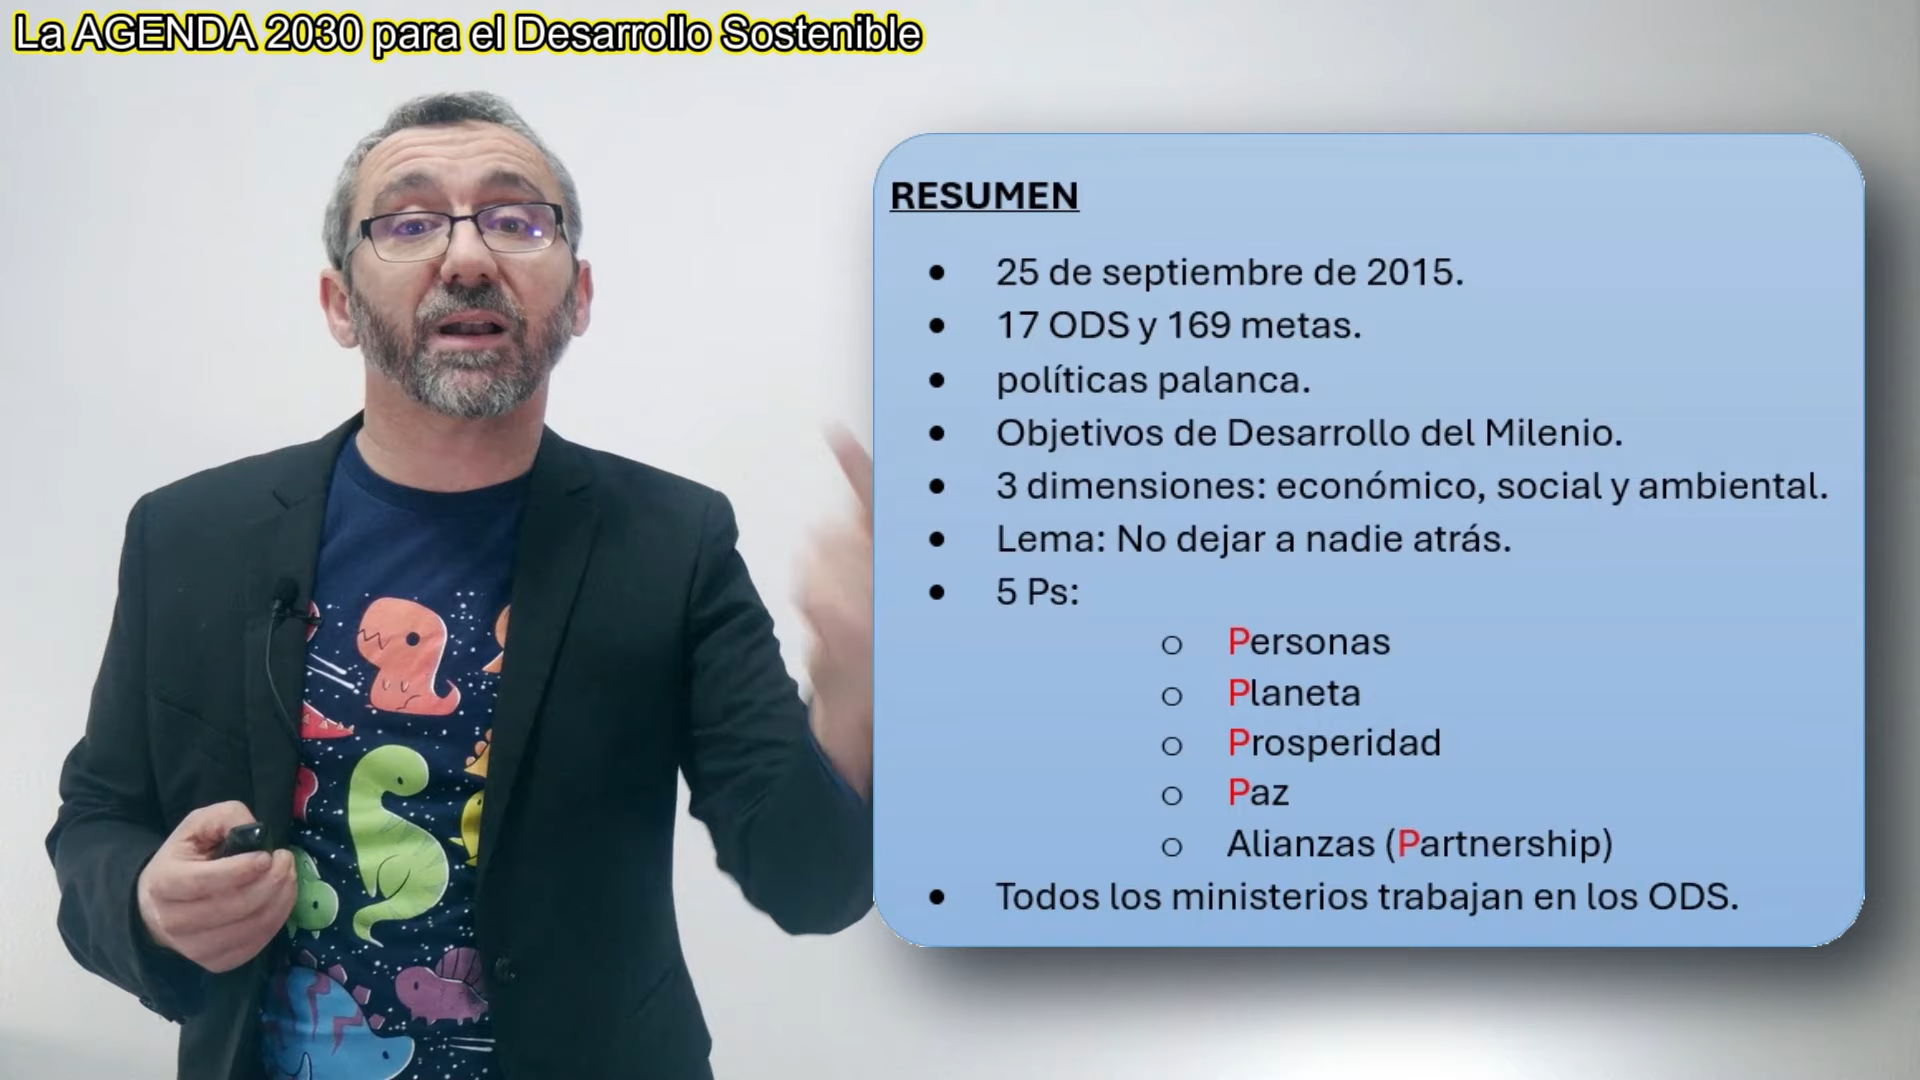 La AGENDA 2030 para el Desarrollo Sostenible
RESUMEN
• 25 de septiembre de 2015.
• 17 ODS y 169 metas.
• políticas palanca.
• Objetivos de Desarrollo del Milenio.
• 3 dimensiones: económico, social y ambiental.
• Lema: No dejar a nadie atrás.
• 5 Ps:
o Personas
o Planeta
o Prosperidad
o Paz
o Alianzas (Partnership)
• Todos los ministerios trabajan en los ODS.